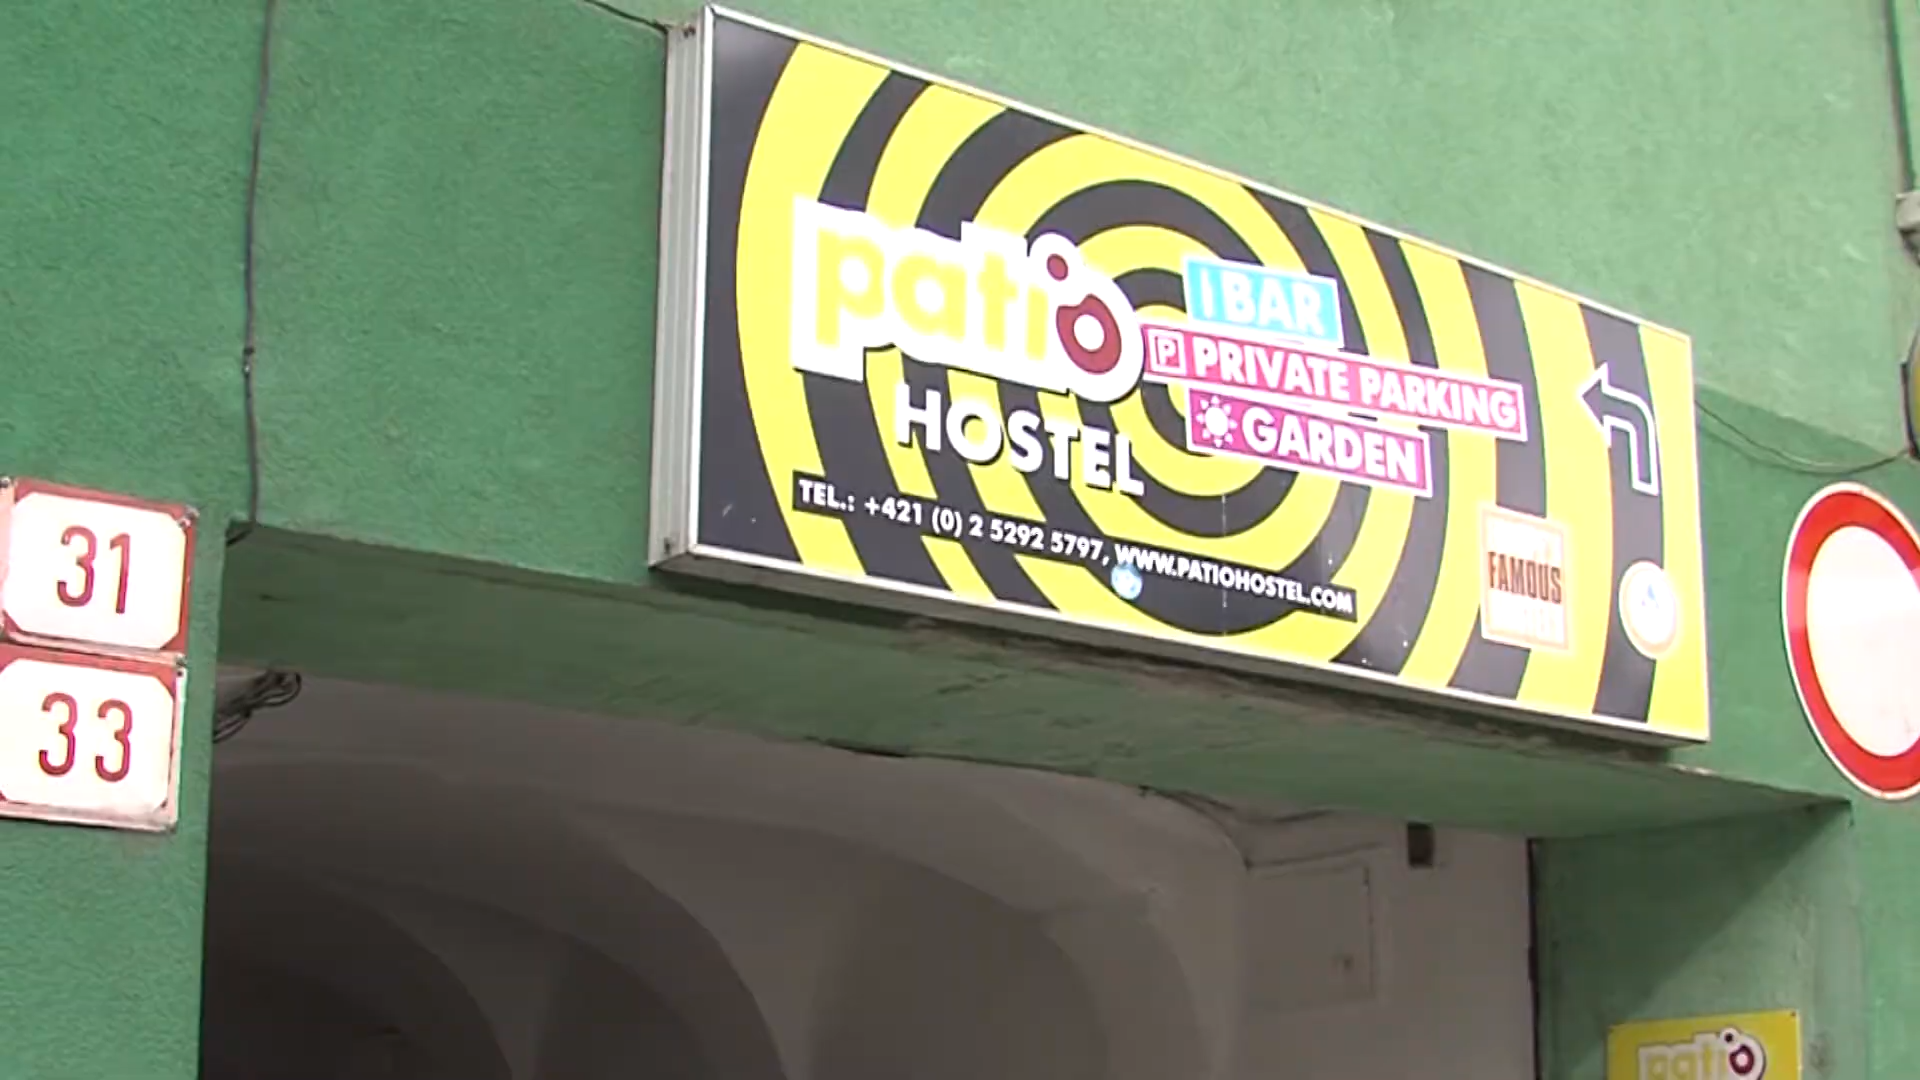 patio
HOSTEL
BAR
P PRIVATE PARKING
GARDEN
TEL.: +421 (0) 2 5292 5797, WWW.PATIOHOSTEL.COM
FAMOUS
31
33
patio